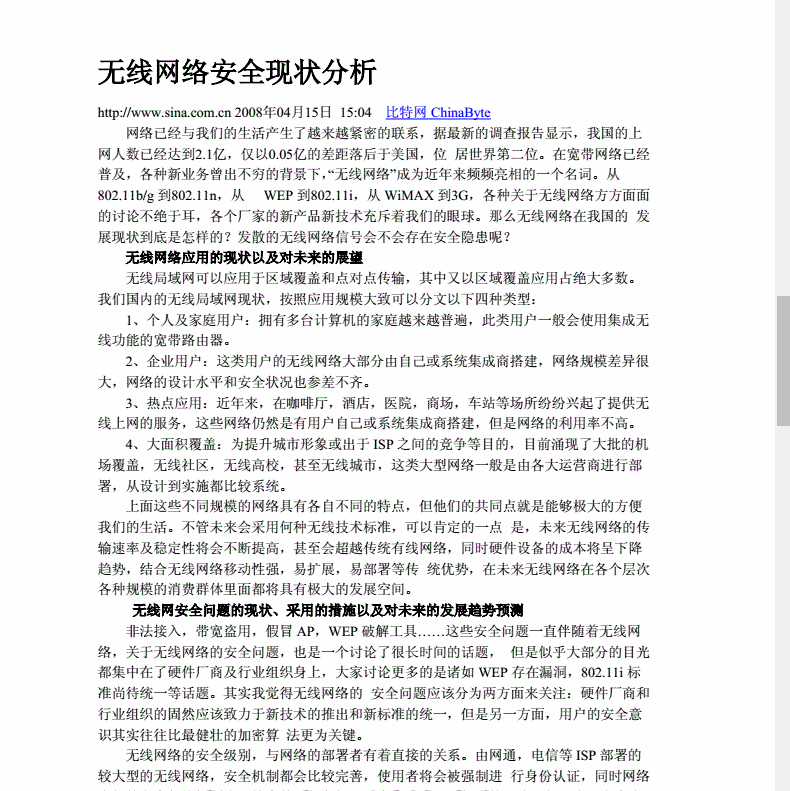 无线网络安全现状分析
http://www.sina.com.cn 2008年04月15日 15:04 比特网 ChinaByte
网络已经与我们的生活产生了越来越紧密的联系，据最新的调查报告显示，我国的上
网人数已经达到2.1亿，仅以0.05亿的差距落后于美国，位 居世界第二位。在宽带网络已经
普及，各种新业务曾出不穷的背景下，“无线网络”成为近年来频频亮相的一个名词。从
802.11b/g 到802.11n，从 WEP 到802.11i，从 WiMAX 到3G，各种关于无线网络方方面面
的讨论不绝于耳，各个厂家的新产品新技术充斥着我们的眼球。那么无线网络在我国的 发
展现状到底是怎样的？发散的无线网络信号会不会存在安全隐患呢？
无线网络应用的现状以及对未来的展望
无线局域网可以应用于区域覆盖和点对点传输，其中又以区域覆盖应用占绝大多数。
我们国内的无线局域网现状，按照应用规模大致可以分文以下四种类型：
1、个人及家庭用户：拥有多台计算机的家庭越来越普遍，此类用户一般会使用集成无
线功能的宽带路由器。
2、企业用户：这类用户的无线网络大部分由自己或系统集成商搭建，网络规模差异很
大，网络的设计水平和安全状况也参差不齐。
3、热点应用：近年来，在咖啡厅，酒店，医院，商场，车站等场所纷纷兴起了提供无
线上网的服务，这些网络仍然是有用户自己或系统集成商搭建，但是网络的利用率不高。
4、大面积覆盖：为提升城市形象或出于 ISP 之间的竞争等目的，目前涌现了大批的机
场覆盖，无线社区，无线高校，甚至无线城市，这类大型网络一般是由各大运营商进行部
署，从设计到实施都比较系统。
上面这些不同规模的网络具有各自不同的特点，但他们的共同点就是能够极大的方便
我们的生活。不管未来会采用何种无线技术标准，可以肯定的一点 是，未来无线网络的传
输速率及稳定性将会不断提高，甚至会超越传统有线网络，同时硬件设备的成本将呈下降
趋势，结合无线网络移动性强，易扩展，易部署等传 统优势，在未来无线网络在各个层次
各种规模的消费群体里面都将具有极大的发展空间。
无线网安全问题的现状、采用的措施以及对未来的发展趋势预测
非法接入，带宽盗用，假冒 AP，WEP 破解工具……这些安全问题一直伴随着无线网
络，关于无线网络的安全问题，也是一个讨论了很长时间的话题， 但是似乎大部分的目光
都集中在了硬件厂商及行业组织身上，大家讨论更多的是诸如 WEP 存在漏洞，802.11i 标
准尚待统一等话题。其实我觉得无线网络的 安全问题应该分为两方面来关注：硬件厂商和
行业组织的固然应该致力于新技术的推出和新标准的统一，但是另一方面，用户的安全意
识其实往往比最健壮的加密算 法更为关键。
无线网络的安全级别，与网络的部署者有着直接的关系。由网通，电信等 ISP 部署的
较大型的无线网络，安全机制都会比较完善，使用者将会被强制进 行身份认证，同时网络